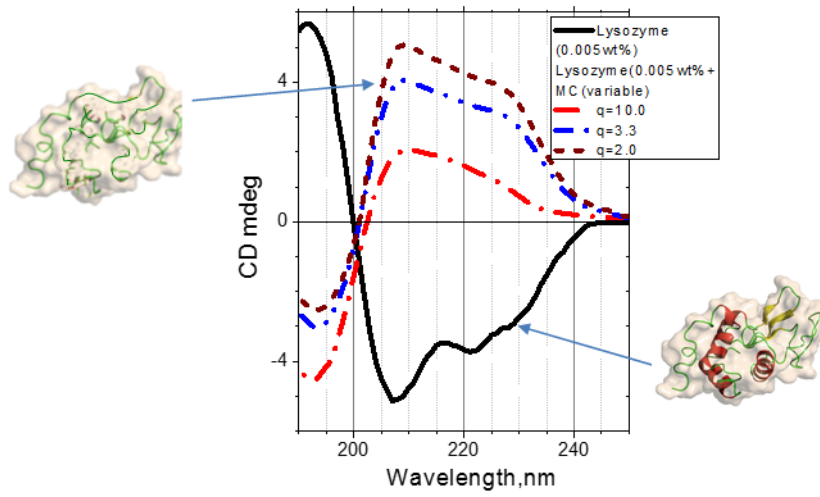 Lysozyme
(0.005wt%)
Lysozyme(0.005wt%+
MC(variable)
q=10.0
q=3.3
q=2.0
4
0
-4
CD mdeg
200
220
240
Wavelength,nm